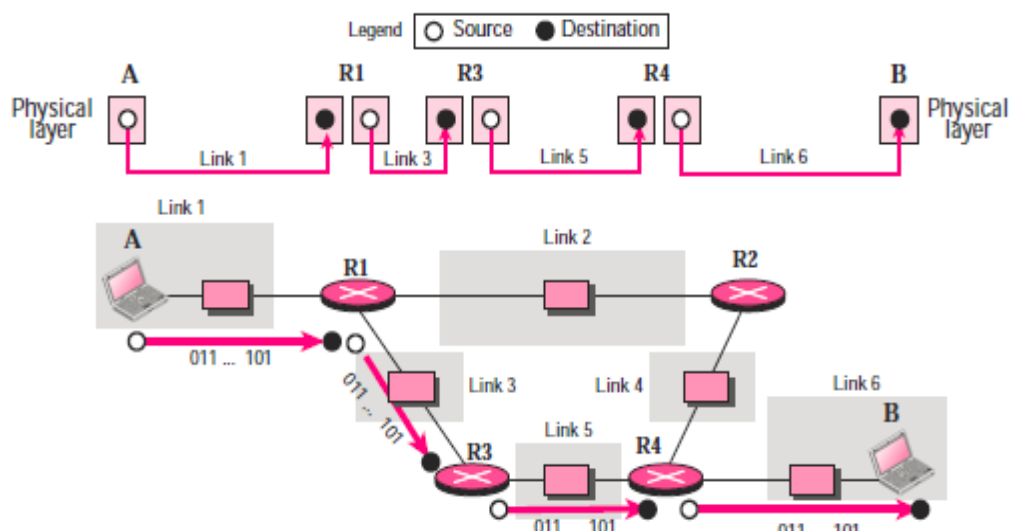 Legend Source Destination
A R1 R3 R4 B
Physical layer
Physical layer
Link 1 Link 3 Link 5 Link 6
Link 1
A
Link 2
R1
R2
011 ... 101
Link 3
011 ... 101
Link 4
Link 6
B
R3
Link 5
R4
011 ... 101
011 ... 101